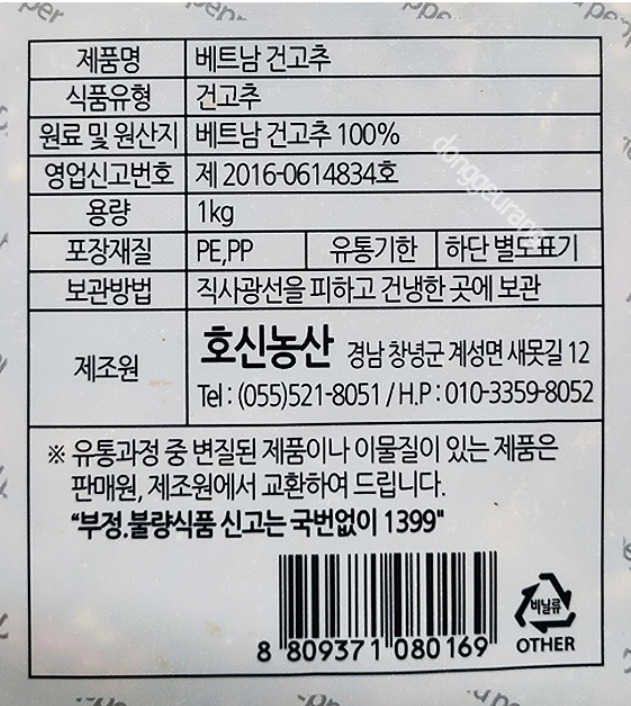 제품명 베트남 건고추
식품유형 건고추
원료 및 원산지 베트남 건고추 100%
영업신고번호 제 2016-0614834호
용량 1kg
포장재질 PE,PP 유통기한 하단 별도표기
보관방법 직사광선을 피하고 건냉한 곳에 보관
제조원 호신농산 경남 창녕군 계성면 새못길 12
Tel : (055)521-8051 / H.P : 010-3359-8052
※ 유통과정 중 변질된 제품이나 이물질이 있는 제품은
판매원, 제조원에서 교환하여 드립니다.
“부정.불량식품 신고는 국번없이 1399"
비닐류
OTHER
8 809371 080169